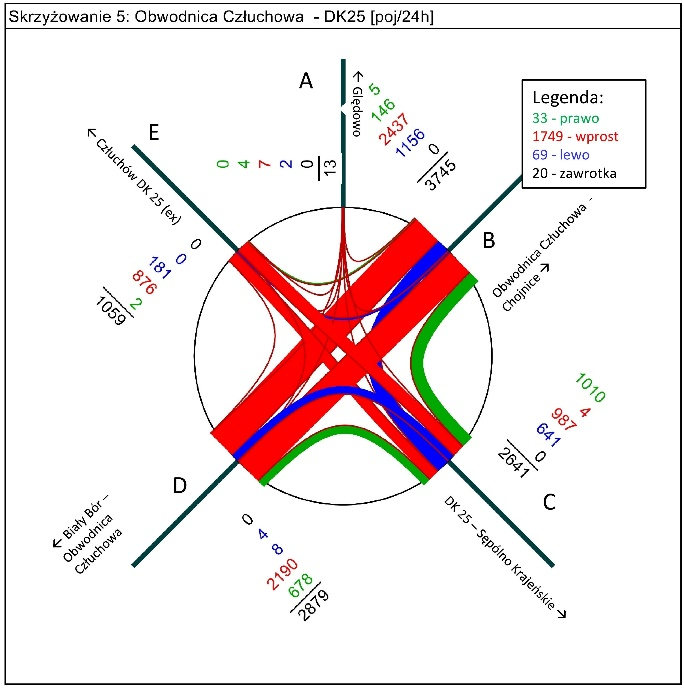 Skrzyżowanie 5: Obwodnica Człuchowa - DK25 [poj/24h]
A
← Ględowo
5
146
2437
1156
0
3745
Legenda:
33 - prawo
1749 - wprost
69 - lewo
20 - zawrotka
E
← Człuchów DK 25 (ex)
0
4
7
2
0
13
B
Obwodnica Człuchowa -
Chojnice →
0
0
181
876
2
1059
1010
4
987
641
0
2641
C
DK 25 – Sępólno Krajeńskie →
D
← Biały Bór –
Obwodnica
Człuchowa
0
4
8
2190
678
2879